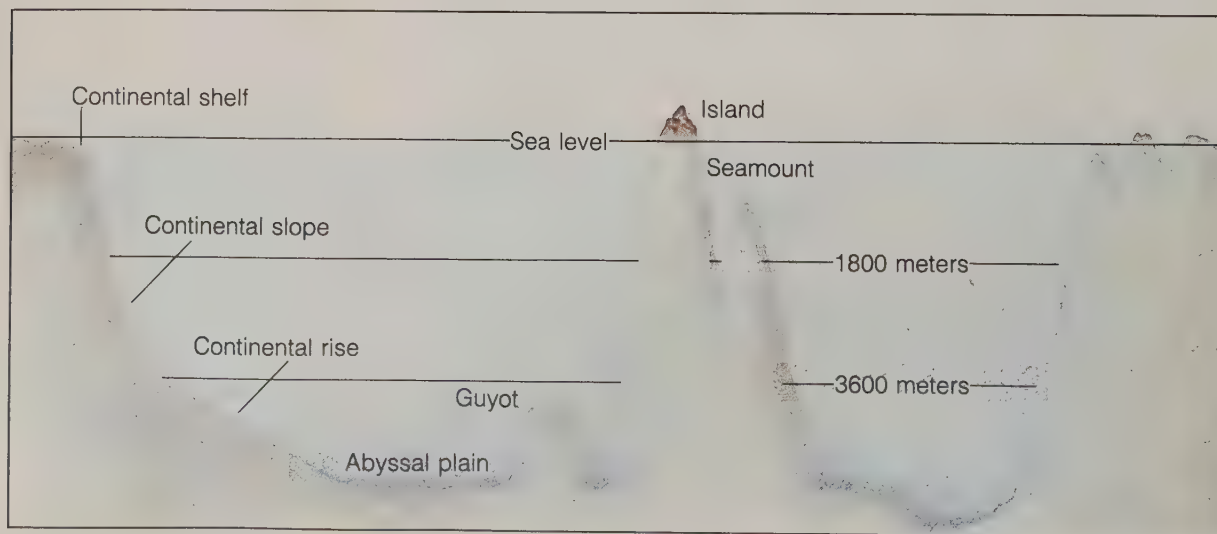 Continental shelf
Island
Sea level
Seamount
Continental slope
1800 meters
Continental rise
3600 meters
Guyot
Abyssal plain